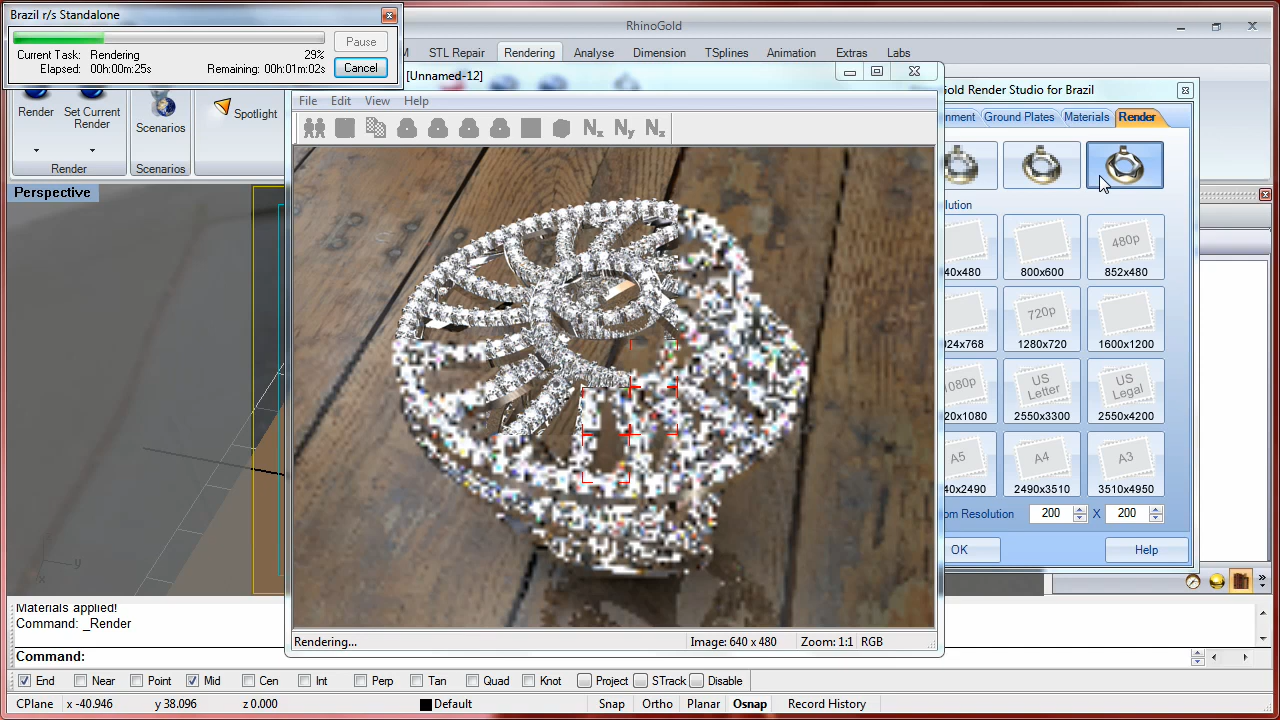 Brazil r/s Standalone
Current Task: Rendering 29%
Elapsed: 00h:00m:25s Remaining: 00h:01m:02s
Pause
Cancel
RhinoGold
M STL Repair Rendering Analyse Dimension TSplines Animation Extras Labs
[Unnamed-12]
File Edit View Help
Nx Ny Nz
Render
Set Current
Render
Scenarios
Spotlight
Render Scenarios
Perspective
Gold Render Studio for Brazil
nment Ground Plates Materials Render
lution
40x480 800x600 480p 852x480
24x768 720p 1280x720 1600x1200
1080p 20x1080 US Letter 2550x3300 US Legal 2550x4200
A5 40x2490 A4 2490x3510 A3 3510x4950
om Resolution 200 X 200
OK Help
y
x
Rendering... Image: 640 x 480 Zoom: 1:1 RGB
Materials applied!
Command: _Render
Command:
End Near Point Mid Cen Int Perp Tan Quad Knot Project STrack Disable
CPlane x -40.946 y 38.096 z 0.000 Default Snap Ortho Planar Osnap Record History